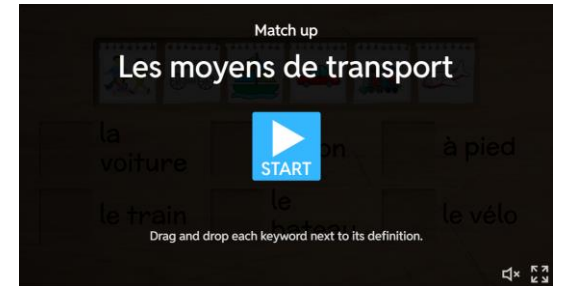 Match up
Les moyens de transport
START
la
voiture
à pied
le train
le
bateau
le vélo
Drag and drop each keyword next to its definition.